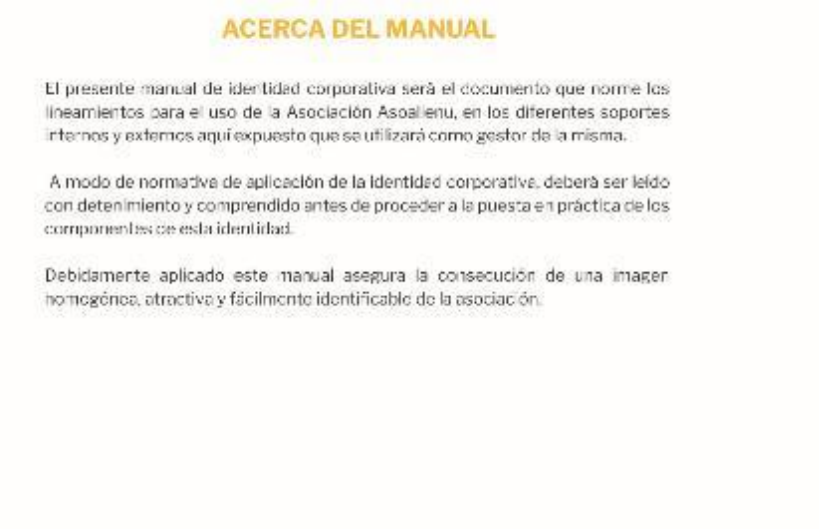 ACERCA DEL MANUAL
El presente manual de identidad corporativa será el documento que norme los
lineamientos para el uso de la Asociación Asoallenu, en los diferentes soportes
internos y externos aquí expuesto que se utilizará como gestor de la misma.
A modo de normativa de aplicación de la identidad corporativa, deberá ser leído
con detenimiento y comprendido antes de proceder a la puesta en práctica de los
componentes de esta identidad.
Debidamente aplicado este manual asegura la consecución de una imagen
homogénea, atractiva y fácilmente identificable de la asociación.